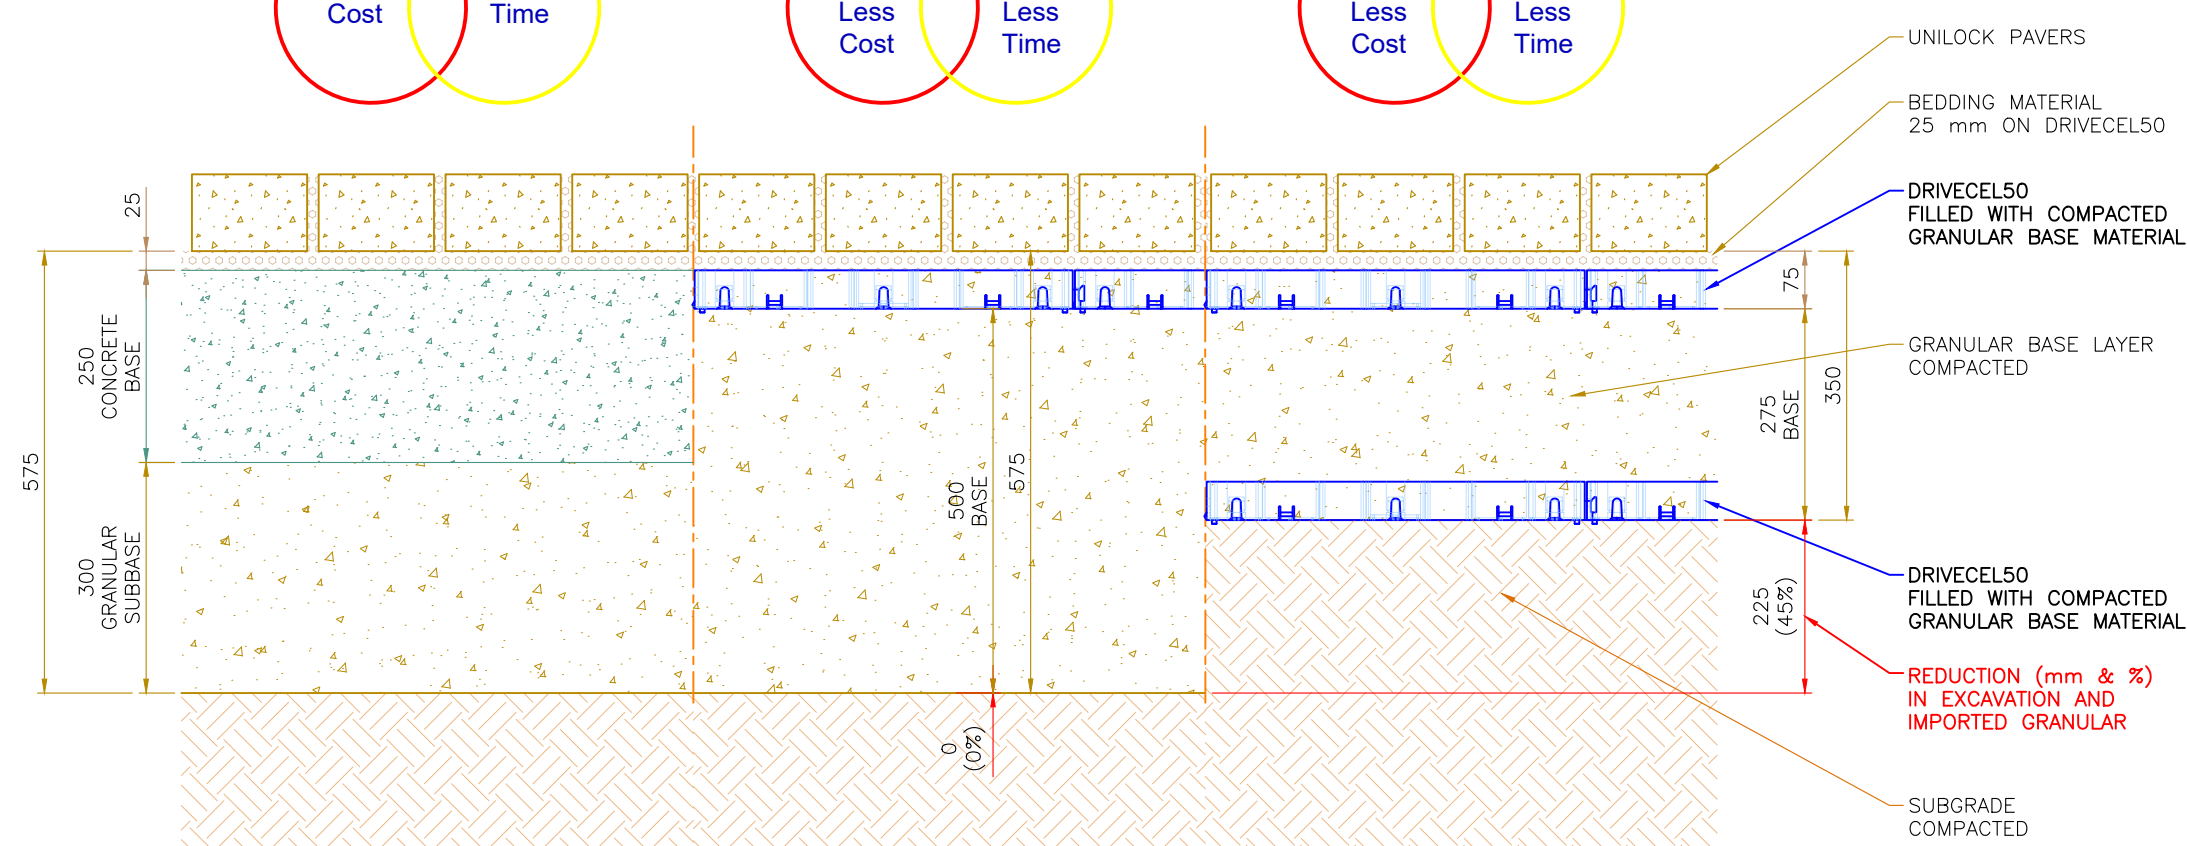 Cost
Time
Less
Cost
Less
Time
Less
Cost
Less
Time
UNILOCK PAVERS
BEDDING MATERIAL
25 mm ON DRIVECEL50
DRIVECEL50
FILLED WITH COMPACTED
GRANULAR BASE MATERIAL
GRANULAR BASE LAYER
COMPACTED
DRIVECEL50
FILLED WITH COMPACTED
GRANULAR BASE MATERIAL
REDUCTION (mm & %)
IN EXCAVATION AND
IMPORTED GRANULAR
SUBGRADE
COMPACTED
25
575
250
CONCRETE
BASE
300
GRANULAR
SUBBASE
500
BASE
575
0
(0%)
75
275
BASE
350
225
(45%)